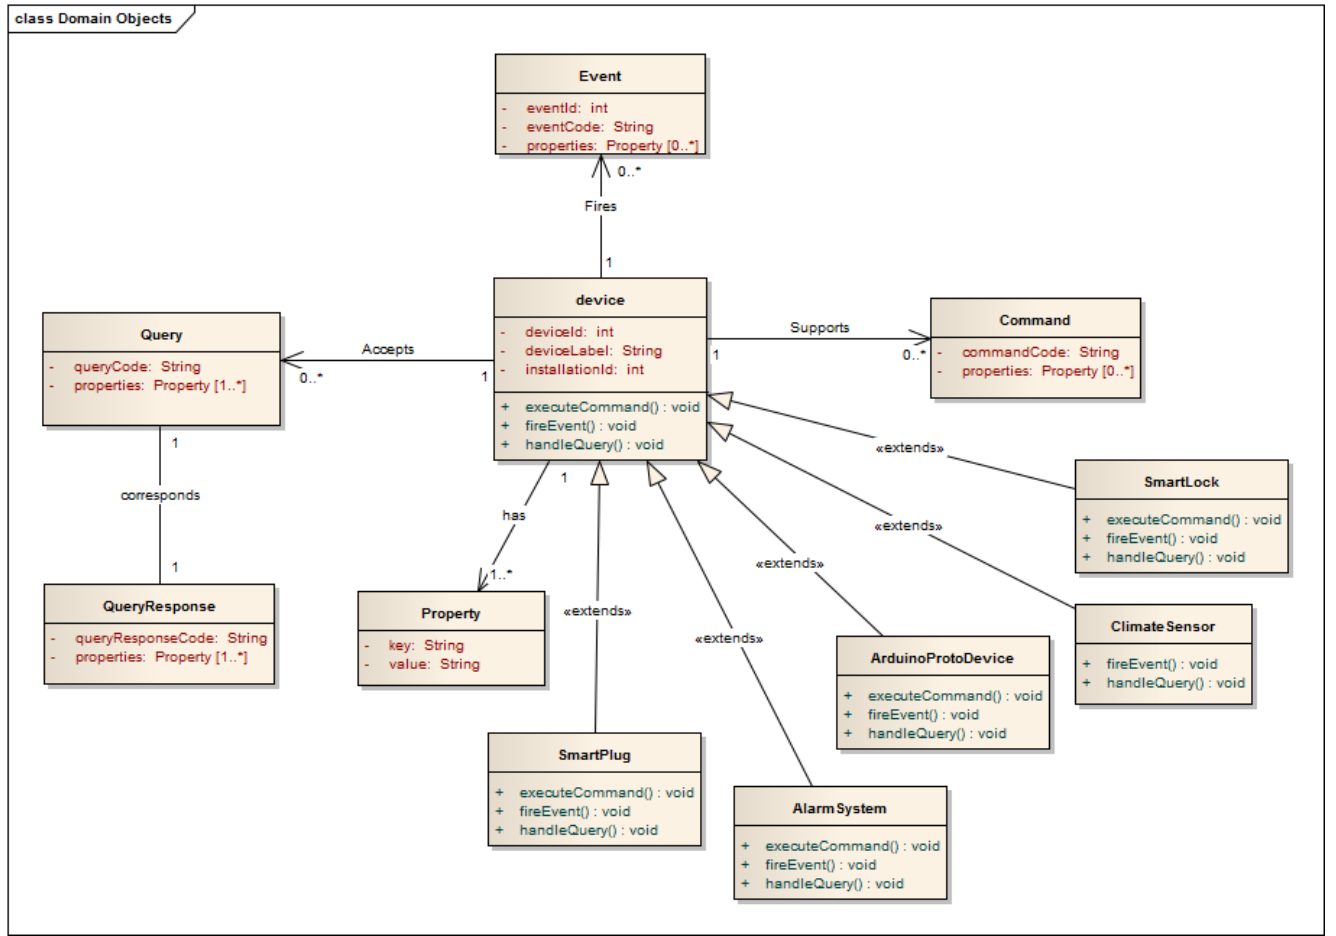 class Domain Objects
Event
- eventId: int
- eventCode: String
- properties: Property [0..*]
0..*
Fires
1
device
- deviceId: int
- deviceLabel: String
- installationId: int
+ executeCommand() : void
+ fireEvent() : void
+ handleQuery() : void
Supports
1
0..*
Command
- commandCode: String
- properties: Property [0..*]
Accepts
0..*
1
Query
- queryCode: String
- properties: Property [1..*]
1
corresponds
1
QueryResponse
- queryResponseCode: String
- properties: Property [1..*]
1
has
1..*
Property
- key: String
- value: String
«extends»
SmartPlug
+ executeCommand() : void
+ fireEvent() : void
+ handleQuery() : void
«extends»
AlarmSystem
+ executeCommand() : void
+ fireEvent() : void
+ handleQuery() : void
«extends»
ArduinoProtoDevice
+ executeCommand() : void
+ fireEvent() : void
+ handleQuery() : void
«extends»
ClimateSensor
+ fireEvent() : void
+ handleQuery() : void
«extends»
SmartLock
+ executeCommand() : void
+ fireEvent() : void
+ handleQuery() : void